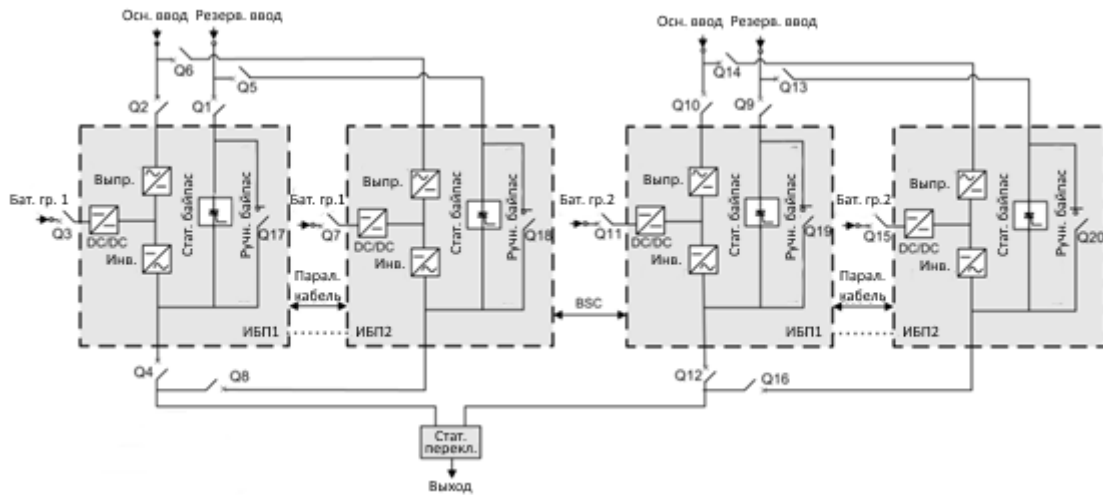 Осн. ввод Резерв. ввод
Осн. ввод Резерв. ввод
Q6
Q5
Q14
Q13
Q2
Q1
Q10
Q9
Выпр.
Стат. байпас
Ручн. байпас
Бат. гр. 1
Q3
DC/DC
Q17
Инв.
ИБП1
Парал.
кабель
Выпр.
Стат. байпас
Ручн. байпас
Бат. гр.1
Q7
DC/DC
Q18
Инв.
ИБП2
BSC
Выпр.
Стат. байпас
Ручн. байпас
Бат. гр.2
Q11
DC/DC
Q19
Инв.
ИБП1
Парал.
кабель
Выпр.
Стат. байпас
Ручн. байпас
Бат. гр.2
Q15
DC/DC
Q20
Инв.
ИБП2
Q4
Q8
Q12
Q16
Стат.
перекл.
Выход